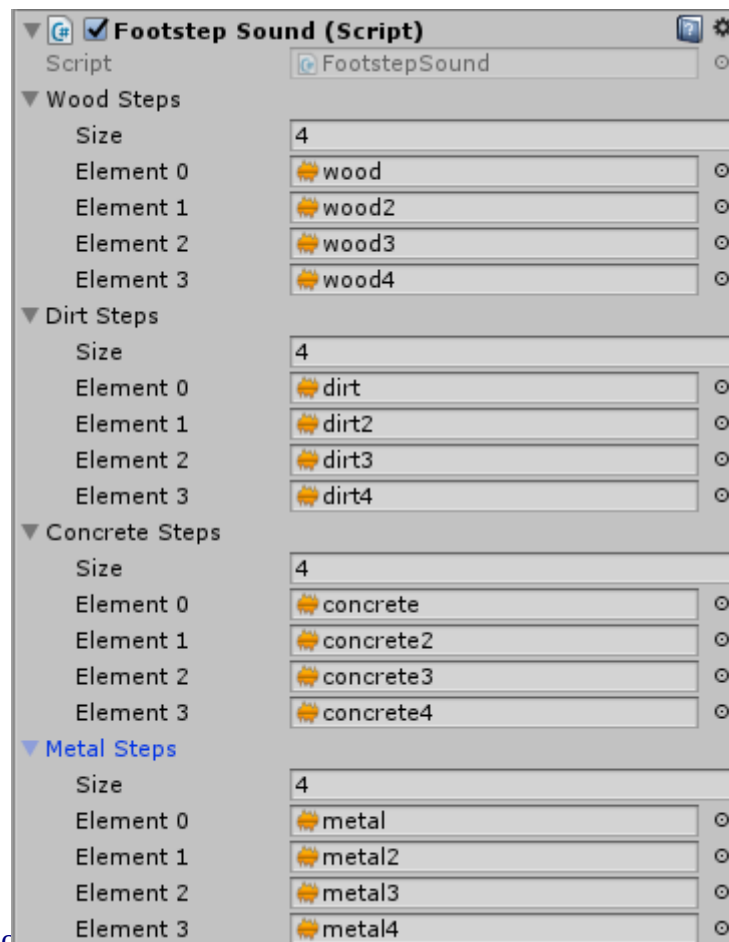 Footstep Sound (Script)
Script FootstepSound
Wood Steps
Size 4
Element 0 wood
Element 1 wood2
Element 2 wood3
Element 3 wood4
Dirt Steps
Size 4
Element 0 dirt
Element 1 dirt2
Element 2 dirt3
Element 3 dirt4
Concrete Steps
Size 4
Element 0 concrete
Element 1 concrete2
Element 2 concrete3
Element 3 concrete4
Metal Steps
Size 4
Element 0 metal
Element 1 metal2
Element 2 metal3
Element 3 metal4